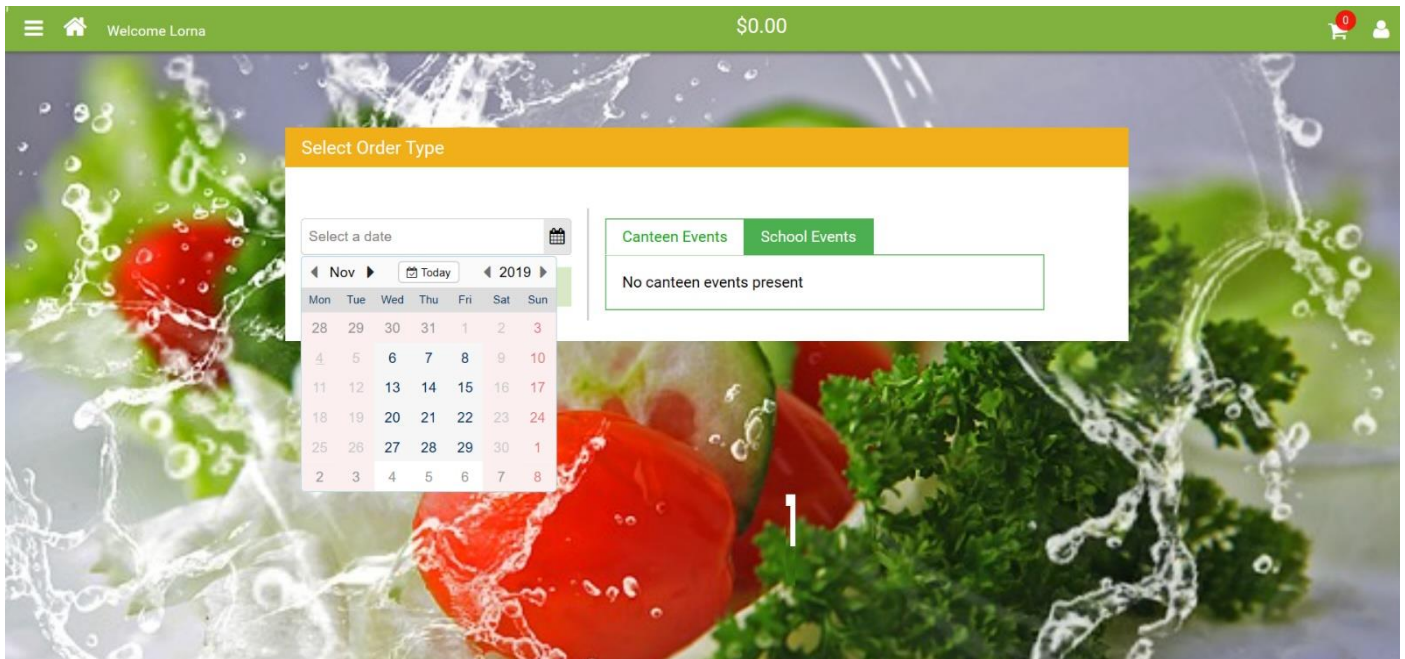 Welcome Lorna
$0.00
0
Select Order Type
Select a date
Nov Today 2019
Mon Tue Wed Thu Fri Sat Sun
28 29 30 31 1 2 3
4 5 6 7 8 9 10
11 12 13 14 15 16 17
18 19 20 21 22 23 24
25 26 27 28 29 30 1
2 3 4 5 6 7 8
Canteen Events School Events
No canteen events present